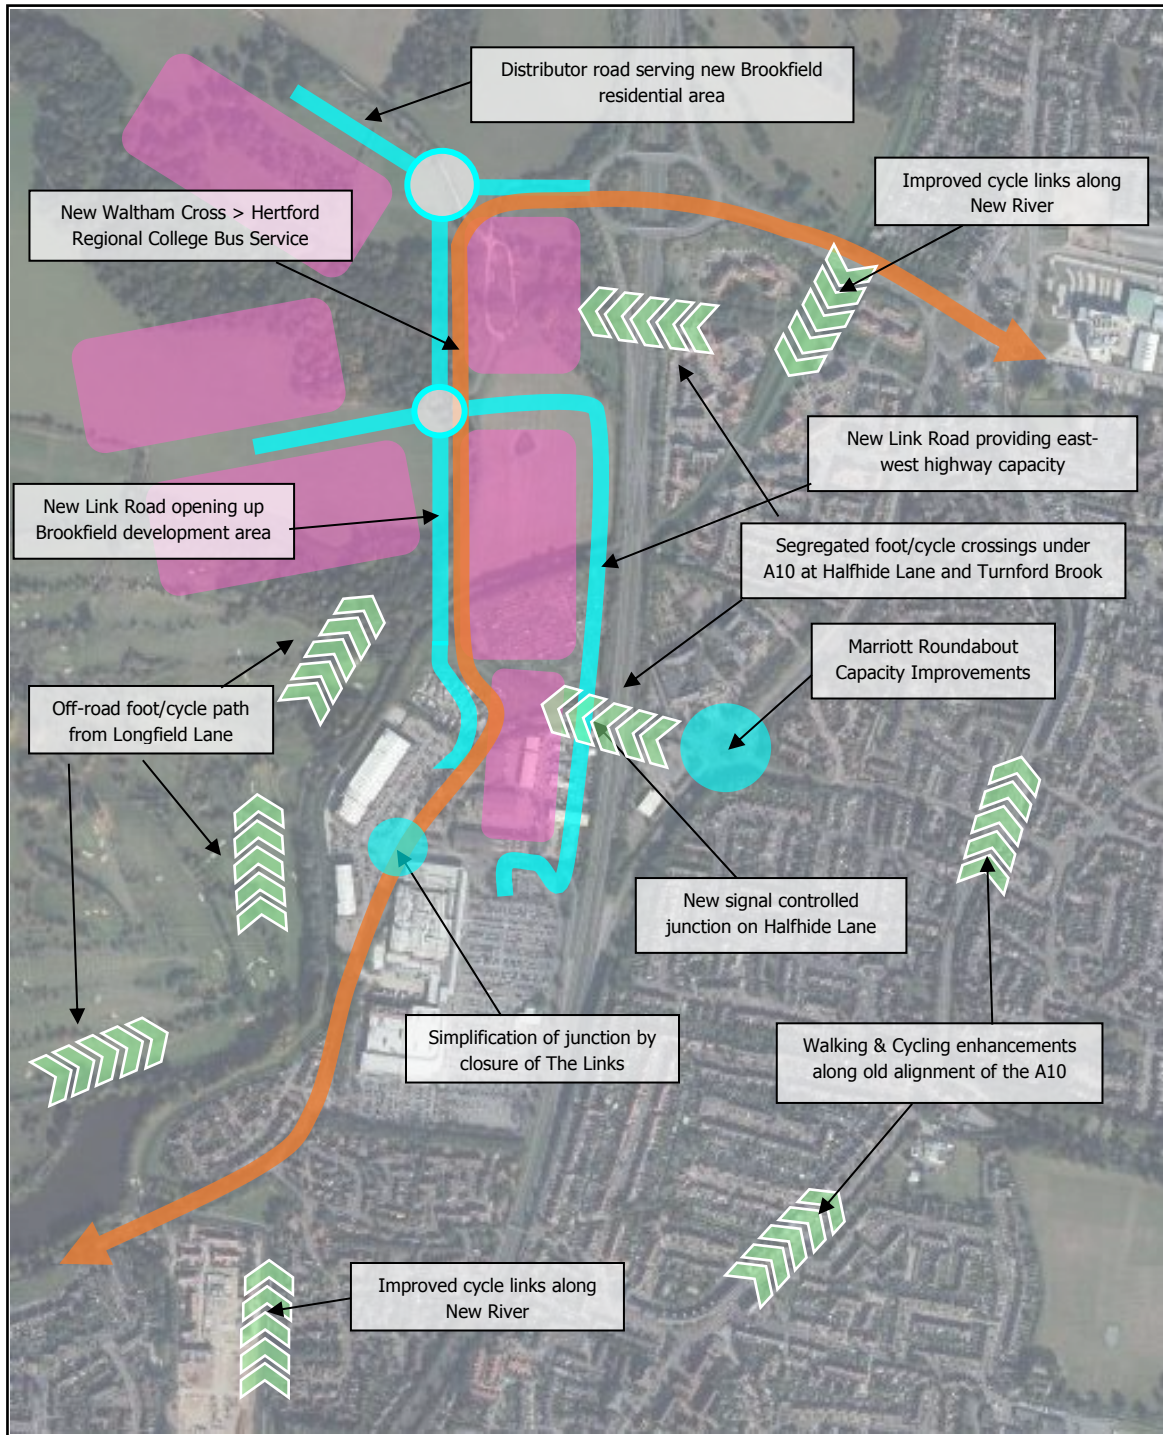 Distributor road serving new Brookfield
residential area
Improved cycle links along
New River
New Waltham Cross > Hertford
Regional College Bus Service
New Link Road providing east-
west highway capacity
New Link Road opening up
Brookfield development area
Segregated foot/cycle crossings under
A10 at Halfhide Lane and Turnford Brook
Marriott Roundabout
Capacity Improvements
Off-road foot/cycle path
from Longfield Lane
New signal controlled
junction on Halfhide Lane
Simplification of junction by
closure of The Links
Walking & Cycling enhancements
along old alignment of the A10
Improved cycle links along
New River